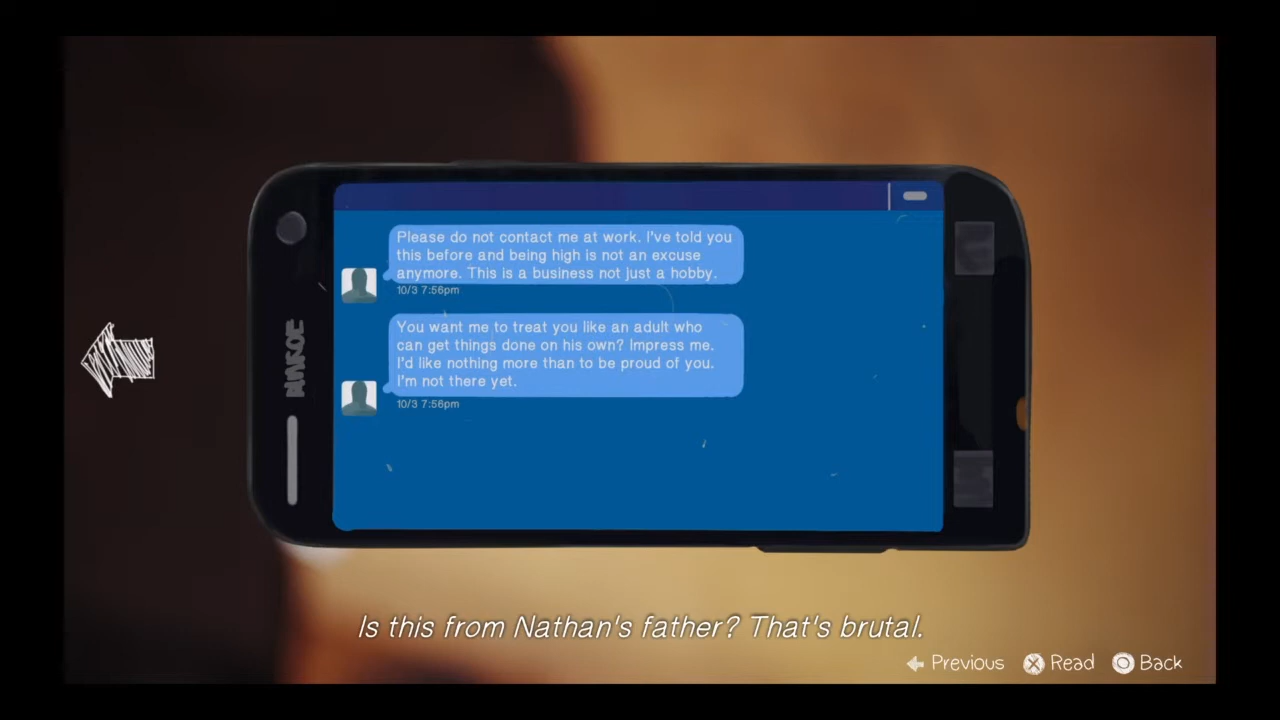 Please do not contact me at work. I've told you
this before and being high is not an excuse
anymore. This is a business not just a hobby.
10/3 7:56pm
You want me to treat you like an adult who
can get things done on his own? Impress me.
I'd like nothing more than to be proud of you.
I'm not there yet.
10/3 7:56pm
Is this from Nathan's father? That's brutal.
Previous Read Back